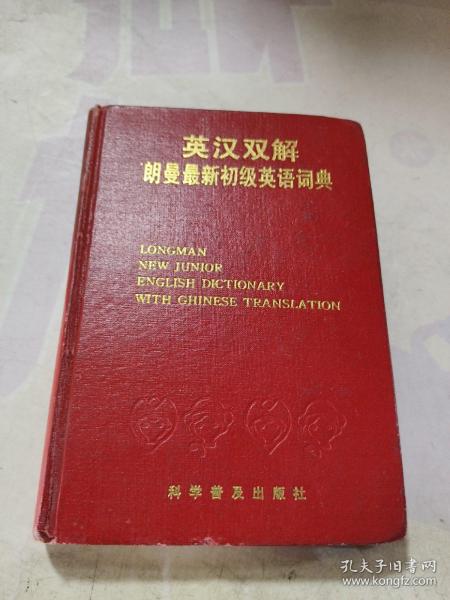 英汉双解
朗曼最新初级英语词典
LONGMAN
NEW JUNIOR
ENGLISH DICTIONARY
WITH GHINESE TRANSLATION
科学普及出版社
孔夫子旧书网
www.kongfz.com